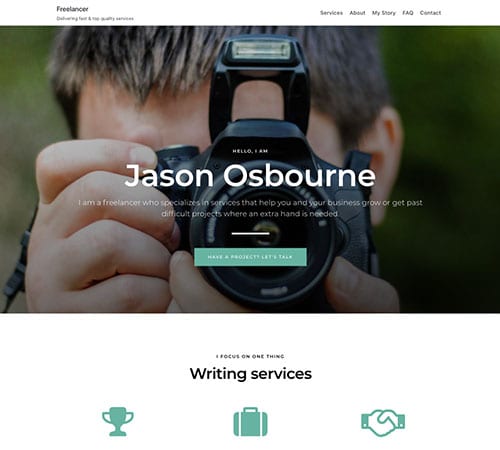 Freelancer
Delivering fast & top quality services
Services About My Story FAQ Contact
HELLO, I AM
Jason Osbourne
I am a freelancer who specializes in services that help you and your business grow or get past
difficult projects where an extra hand is needed.
HAVE A PROJECT? LET'S TALK
I FOCUS ON ONE THING
Writing services